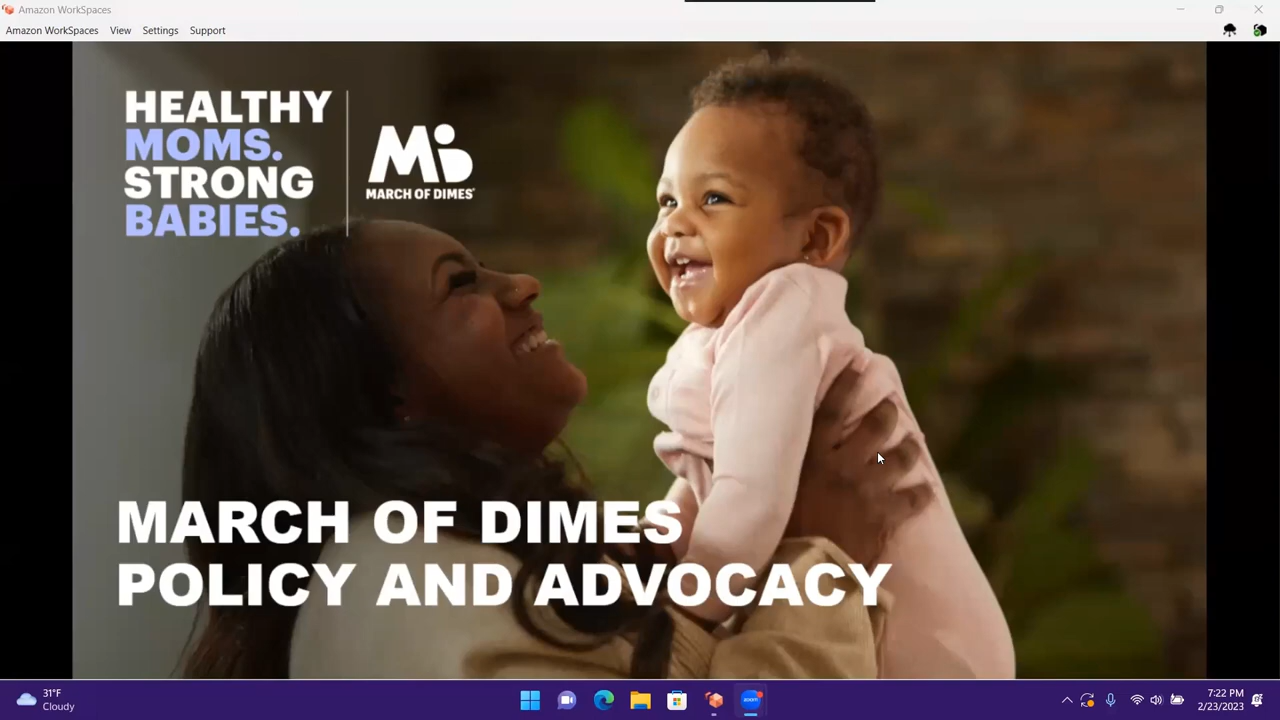 Amazon WorkSpaces
Amazon WorkSpaces View Settings Support
HEALTHY
MOMS.
STRONG
BABIES.
MARCH OF DIMES
MARCH OF DIMES
POLICY AND ADVOCACY
31°F
Cloudy
zoom
7:22 PM
2/23/2023